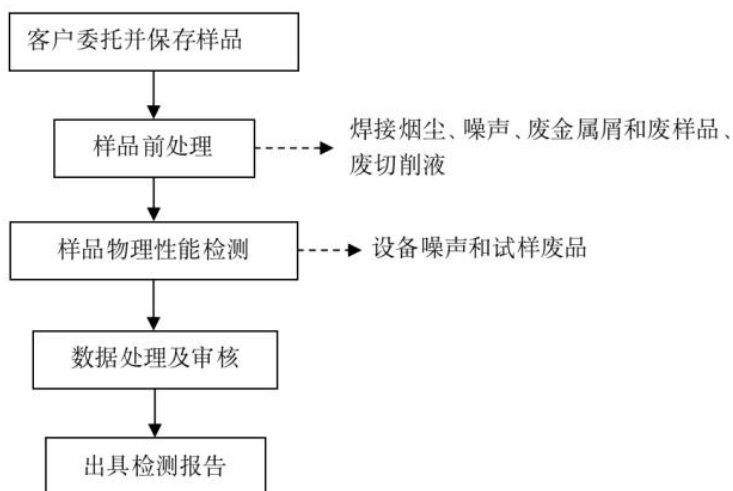 客户委托并保存样品
样品前处理
焊接烟尘、噪声、废金属屑和废样品、
废切削液
样品物理性能检测
设备噪声和试样废品
数据处理及审核
出具检测报告